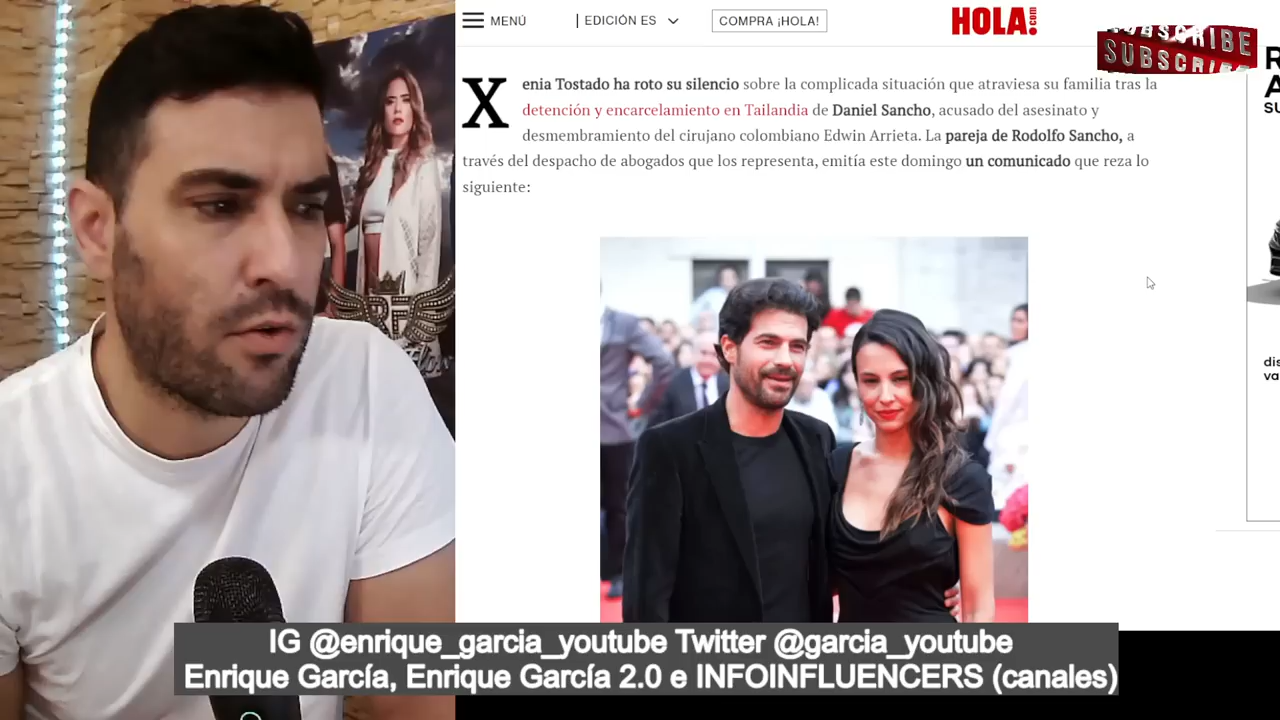 MENÚ
EDICIÓN ES
COMPRA ¡HOLA!
HOLA!.com
SUBSCRIBE
SUBSCRIBE
Xenia Tostado ha roto su silencio sobre la complicada situación que atraviesa su familia tras la
detención y encarcelamiento en Tailandia de Daniel Sancho, acusado del asesinato y
desmembramiento del cirujano colombiano Edwin Arrieta. La pareja de Rodolfo Sancho, a
través del despacho de abogados que los representa, emitía este domingo un comunicado que reza lo
siguiente:
IG @enrique_garcia_youtube Twitter @garcia_youtube
Enrique García, Enrique García 2.0 e INFOINFLUENCERS (canales)